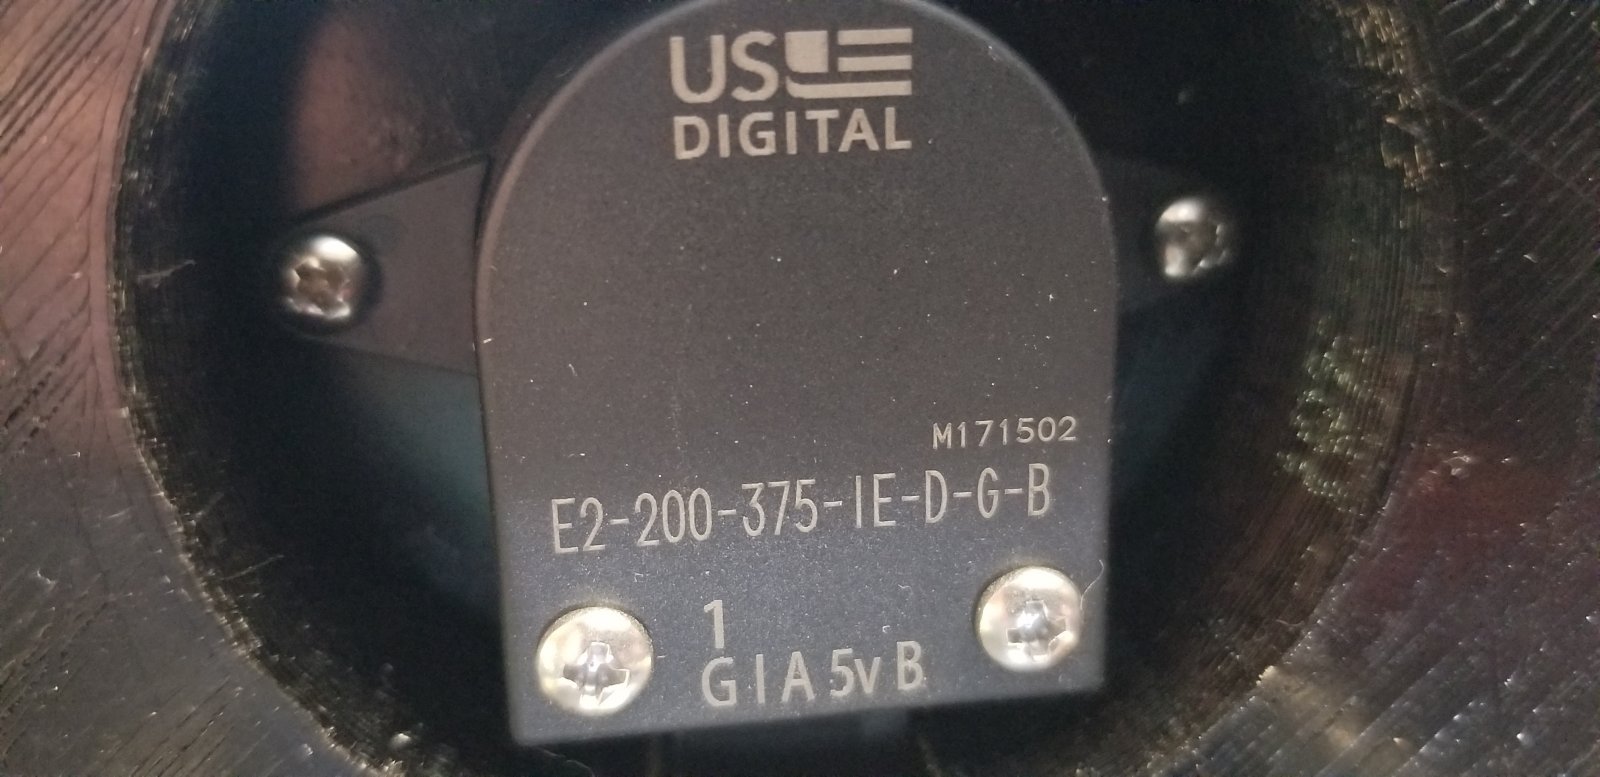 US
DIGITAL
M171502
E2-200-375-IE-D-G-B
1
G I A 5v B